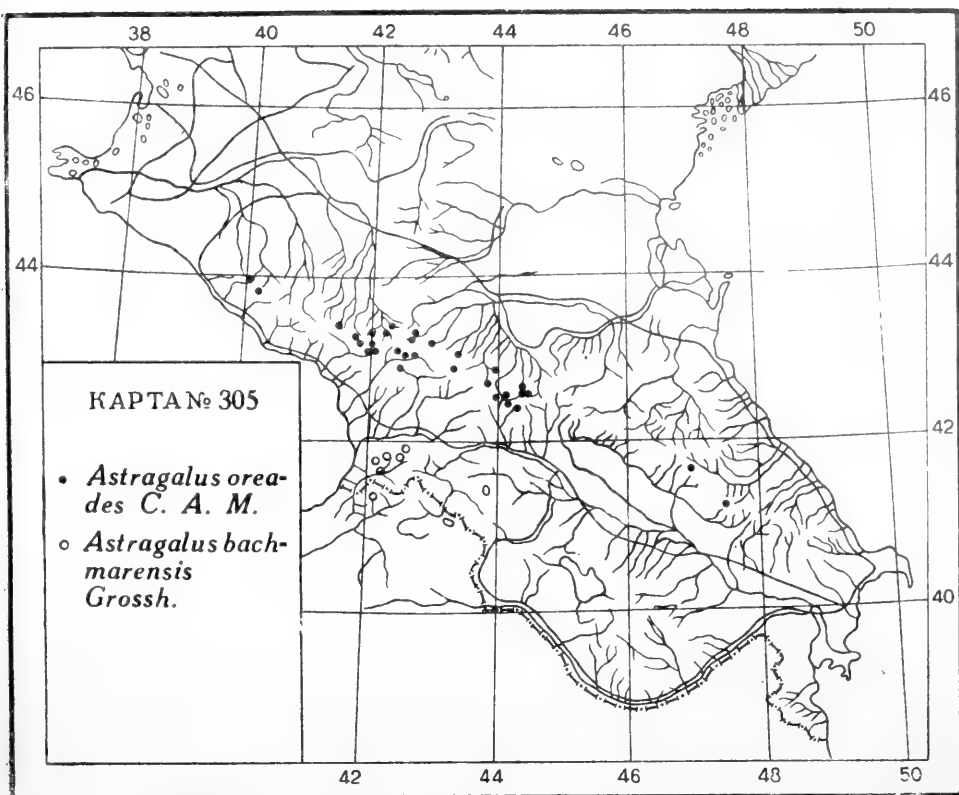 38 40 42 44 46 48 50
46 46
44 44
КАРТА № 305
42
• Astragalus orea-
des C. A. M.
○ Astragalus bach-
marensis
Grossh.
40
42 44 46 48 50